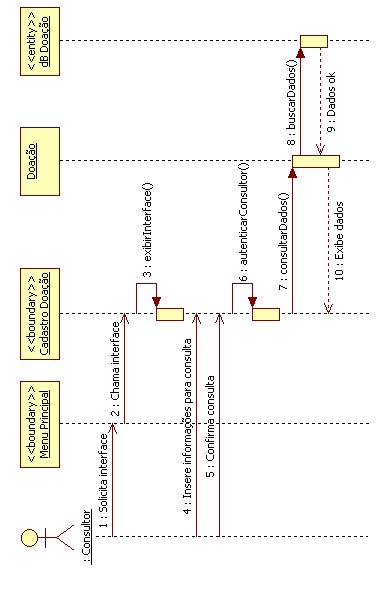 : Consultor
<<boundary>>
Menu Principal
<<boundary>>
Cadastro Doação
Doação
<<entity>>
dB Doação
1 : Solicita interface
2 : Chama interface
3 : exibirInterface()
4 : Insere informações para consulta
5 : Confirma consulta
6 : autenticarConsultor()
7 : consultarDados()
8 : buscarDados()
9 : Dados ok
10 : Exibe dados